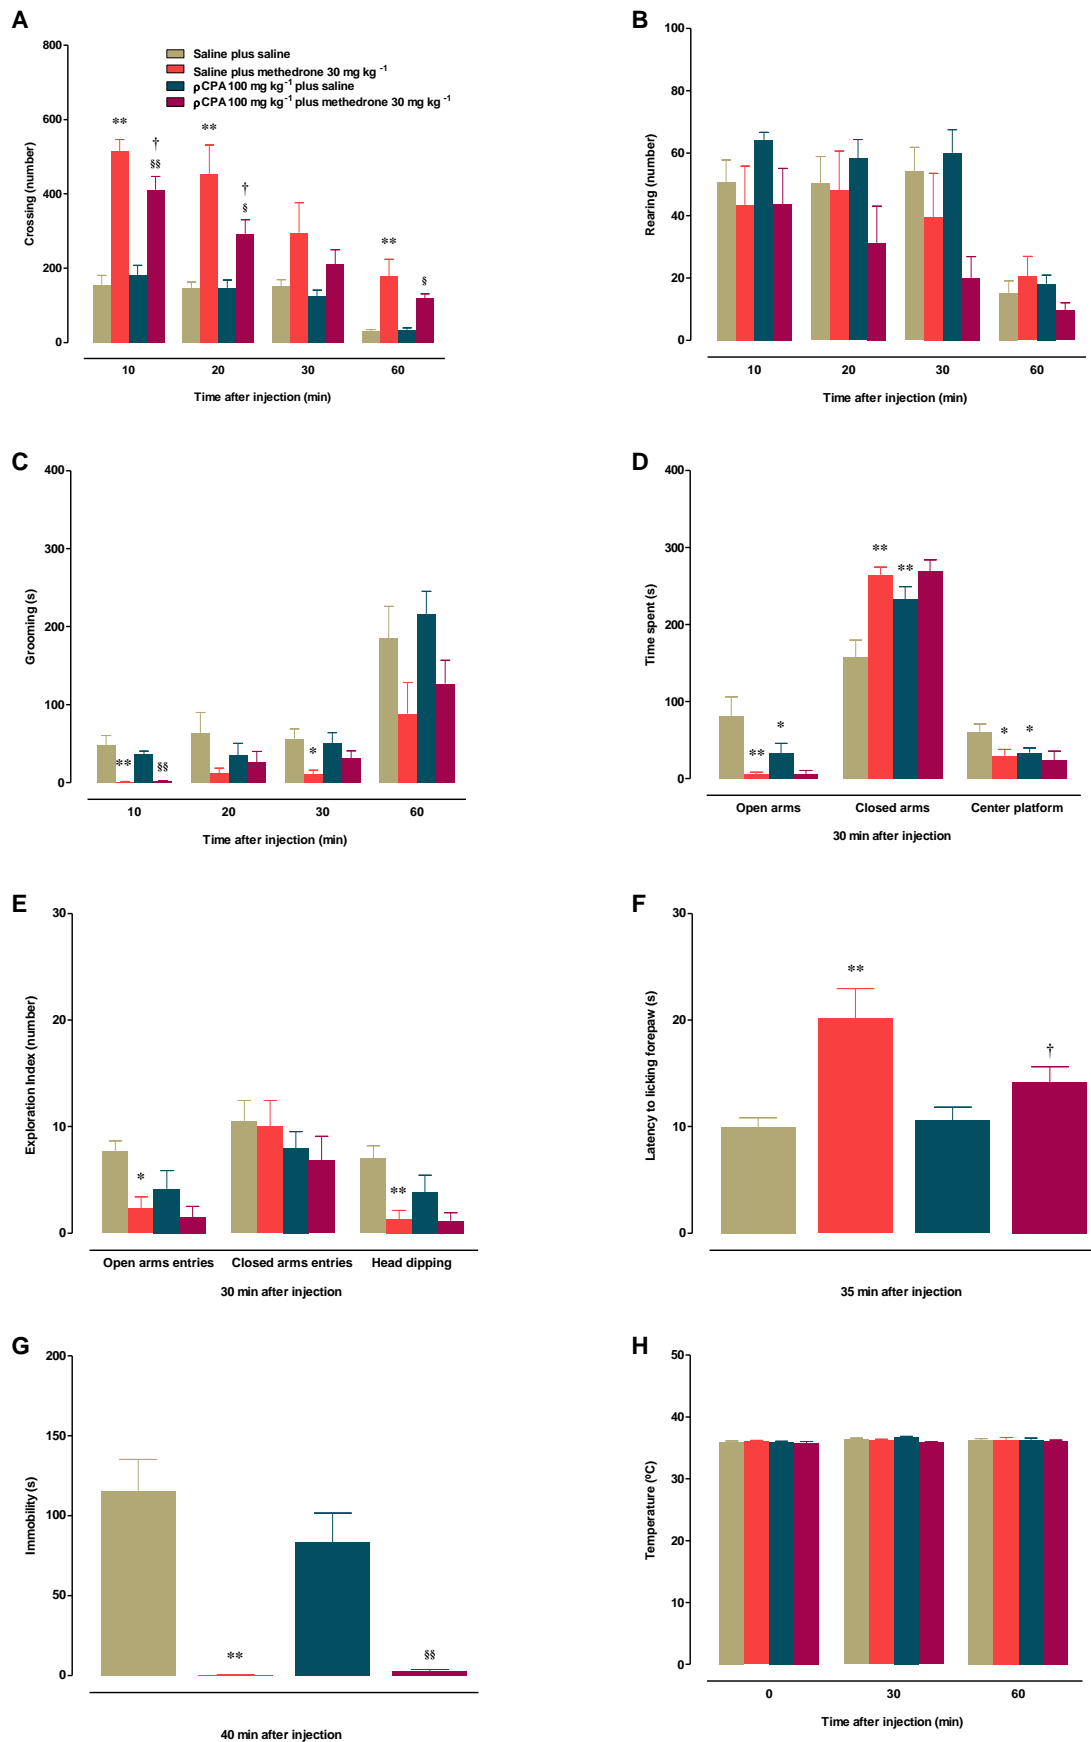 A
800
600
400
200
0
Crossing (number)
Saline plus saline
Saline plus methedrone 30 mg kg -1
ρCPA 100 mg kg-1 plus saline
ρCPA 100 mg kg-1 plus methedrone 30 mg kg -1
**
†
§§
**
†
§
**
§
10 20 30 60
Time after injection (min)
B
100
80
60
40
20
0
Rearing (number)
10 20 30 60
Time after injection (min)
C
400
300
200
100
0
Grooming (s)
**
§§
*
10 20 30 60
Time after injection (min)
D
400
300
200
100
0
Time spent (s)
**
*
**
**
*
*
Open arms Closed arms Center platform
30 min after injection
E
30
20
10
0
Exploration Index (number)
*
**
Open arms entries Closed arms entries Head dipping
30 min after injection
F
30
20
10
0
Latency to licking forepaw (s)
**
†
35 min after injection
G
200
150
100
50
0
Immobility (s)
**
§§
40 min after injection
H
50
40
30
20
10
0
Temperature (ºC)
0 30 60
Time after injection (min)